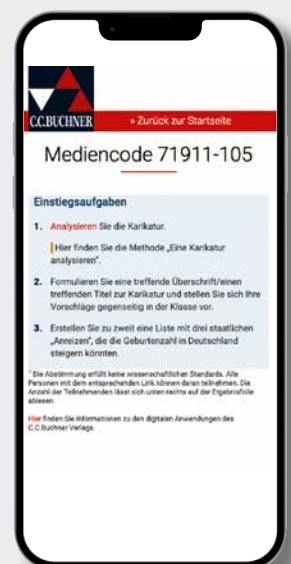 C.C.BUCHNER
» Zurück zur Startseite
Mediencode 71911-105
Einstiegsaufgaben
1. Analysieren Sie die Karikatur.
Hier finden Sie die Methode „Eine Karikatur
analysieren“.
2. Formulieren Sie eine treffende Überschrift/einen
treffenden Titel zur Karikatur und stellen Sie sich Ihre
Vorschläge gegenseitig in der Klasse vor.
3. Erstellen Sie zu zweit eine Liste mit drei staatlichen
„Anreizen“, die die Geburtenzahl in Deutschland
steigern könnten.
¹ Die Abstimmung erfüllt keine wissenschaftlichen Standards. Alle
Personen mit dem entsprechenden Link können daran teilnehmen. Die
Anzahl der Teilnehmenden lässt sich unten rechts auf der Ergebnisfolie
ablesen.
Hier finden Sie Informationen zu den digitalen Anwendungen des
C.C.Buchner Verlags.